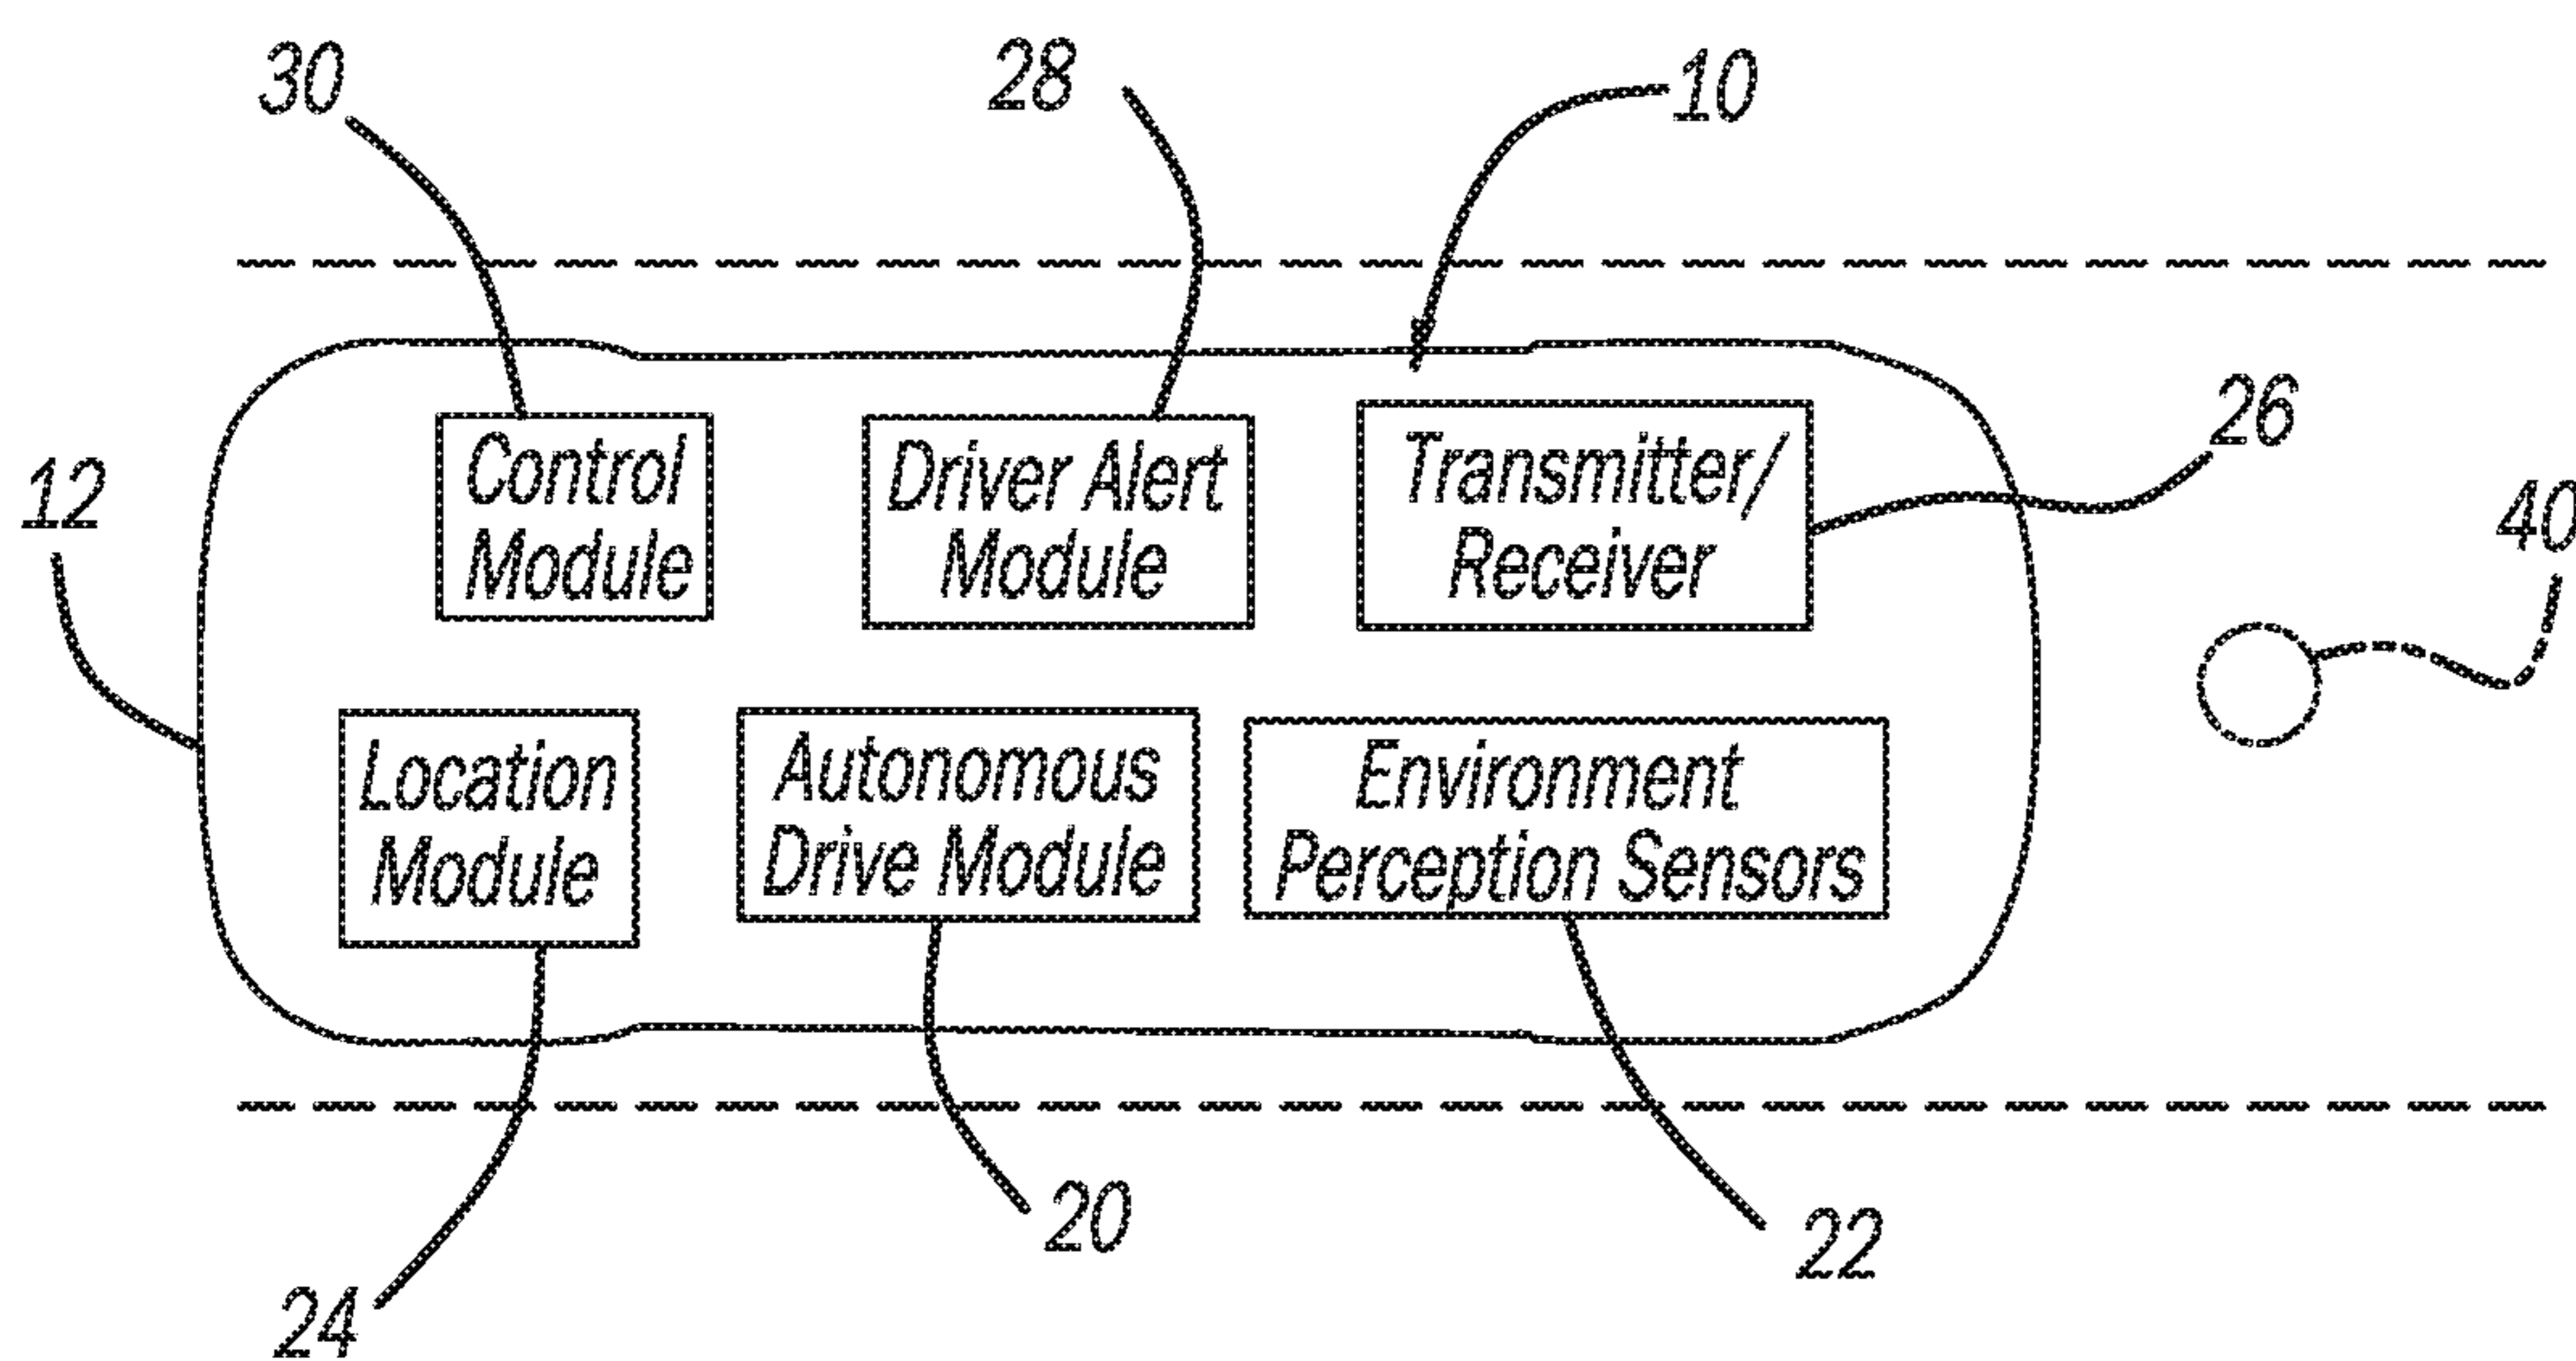 30
28
10
26
12
40
Control
Module
Driver Alert
Module
Transmitter/
Receiver
Location
Module
Autonomous
Drive Module
Environment
Perception Sensors
20
22
24